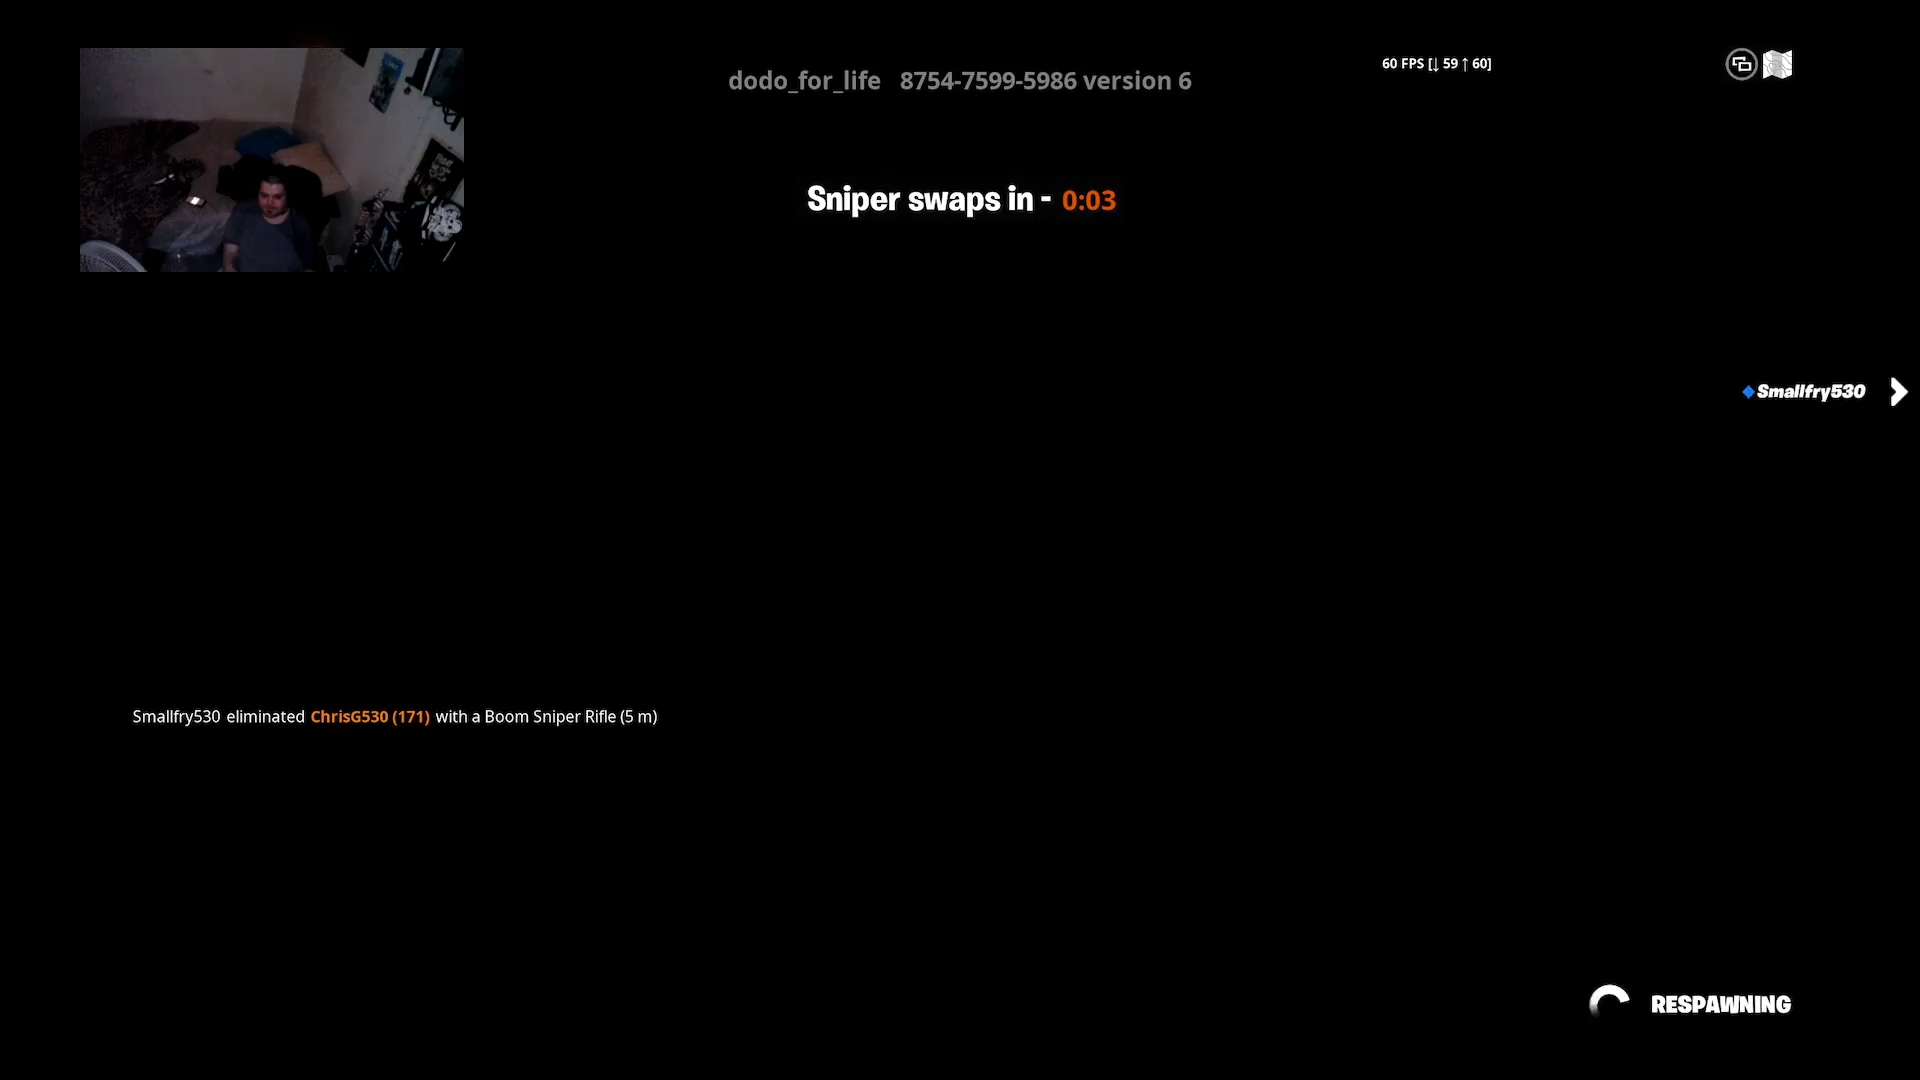 dodo_for_life 8754-7599-5986 version 6
60 FPS [↓ 59 ↑ 60]
Sniper swaps in - 0:03
Smallfry530
Smallfry530 eliminated ChrisG530 (171) with a Boom Sniper Rifle (5 m)
RESPAWNING